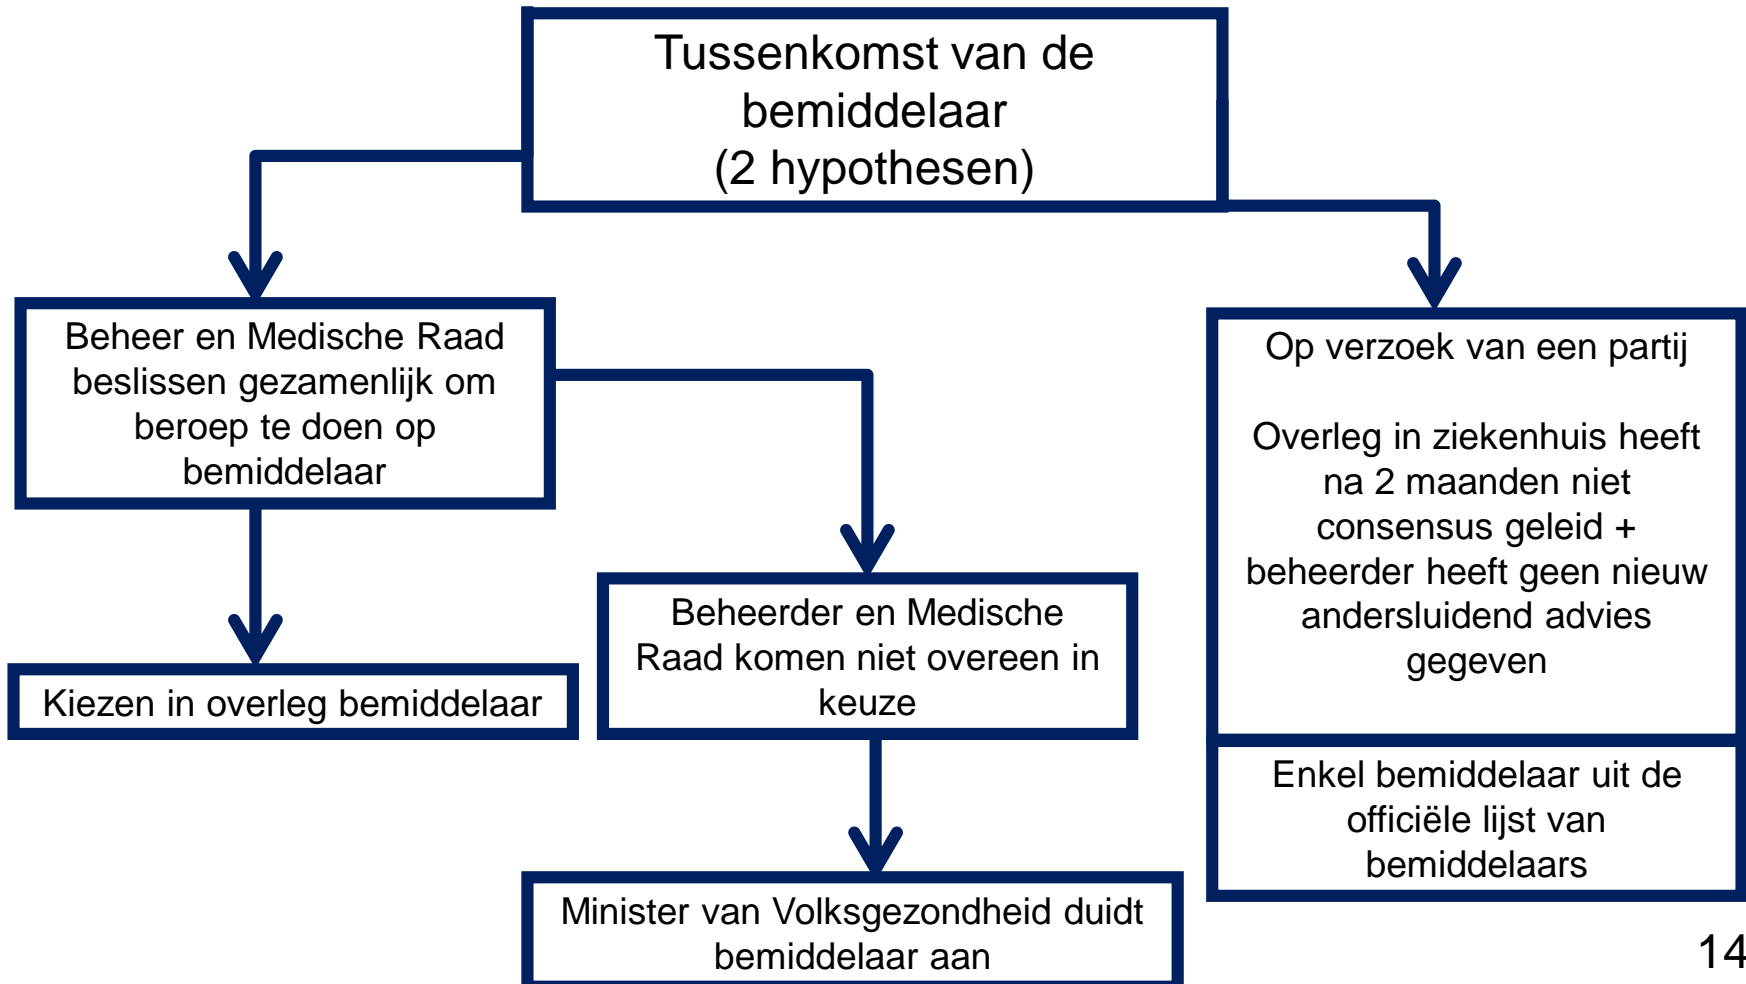 Tussenkomst van de
bemiddelaar
(2 hypothesen)
Beheer en Medische Raad
beslissen gezamenlijk om
beroep te doen op
bemiddelaar
Kiezen in overleg bemiddelaar
Beheerder en Medische
Raad komen niet overeen in
keuze
Minister van Volksgezondheid duidt
bemiddelaar aan
Op verzoek van een partij
Overleg in ziekenhuis heeft
na 2 maanden niet
consensus geleid +
beheerder heeft geen nieuw
andersluidend advies
gegeven
Enkel bemiddelaar uit de
officiële lijst van
bemiddelaars
14